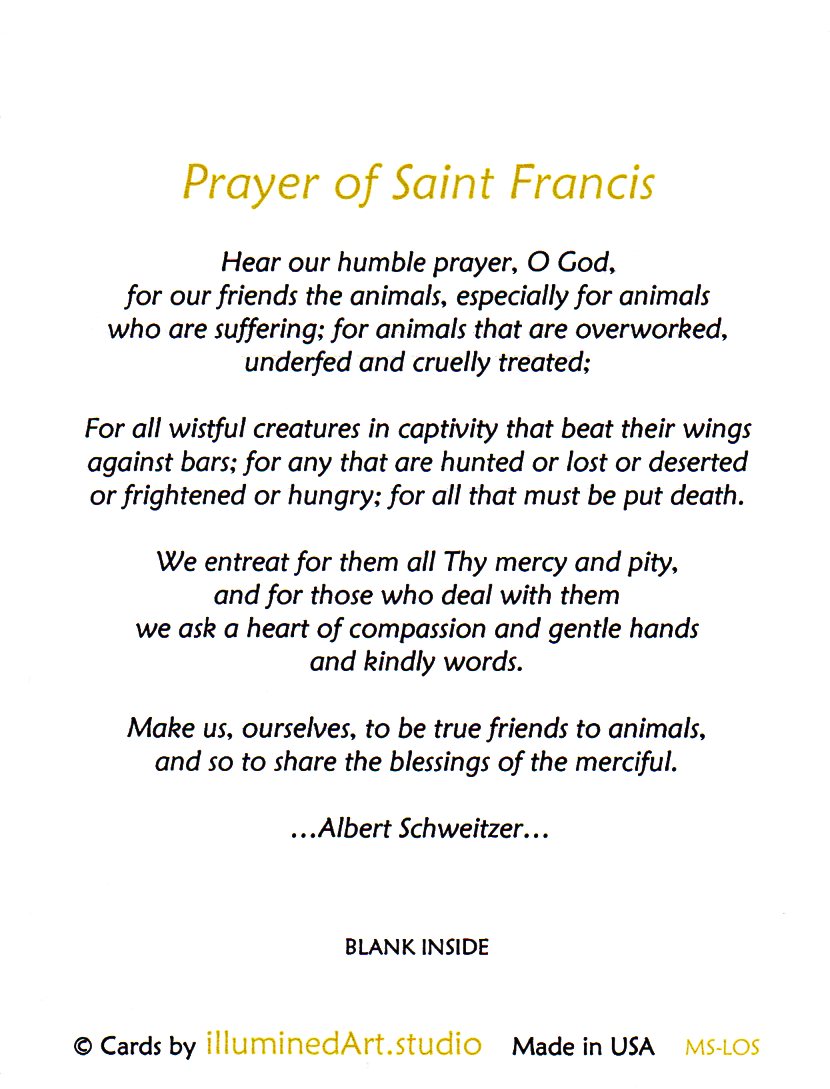 Prayer of Saint Francis
Hear our humble prayer, O God,
for our friends the animals, especially for animals
who are suffering; for animals that are overworked,
underfed and cruelly treated;
For all wistful creatures in captivity that beat their wings
against bars; for any that are hunted or lost or deserted
or frightened or hungry; for all that must be put death.
We entreat for them all Thy mercy and pity,
and for those who deal with them
we ask a heart of compassion and gentle hands
and kindly words.
Make us, ourselves, to be true friends to animals,
and so to share the blessings of the merciful.
...Albert Schweitzer...
BLANK INSIDE
© Cards by illuminedArt.studio Made in USA MS-LOS